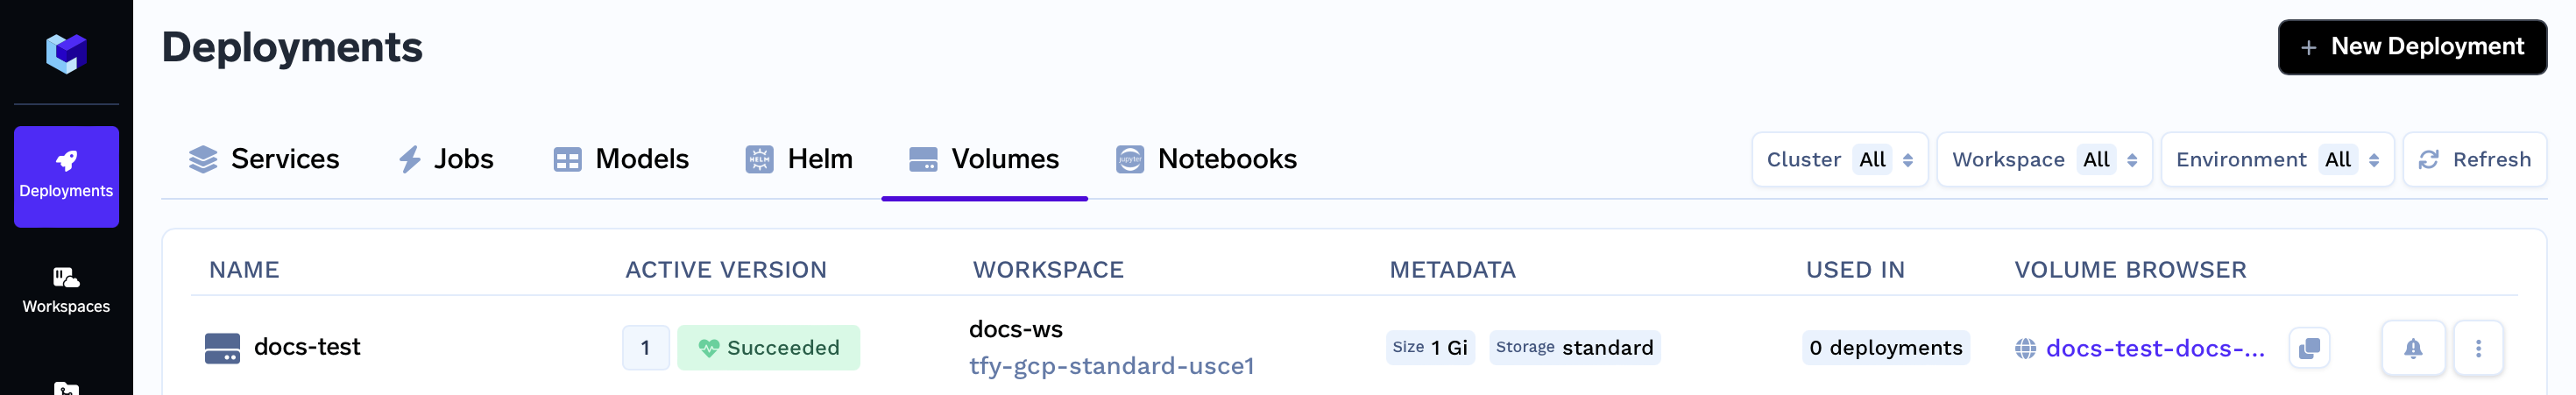 Deployments
+ New Deployment
Deployments
Workspaces
Services Jobs Models Helm Volumes Notebooks
Cluster All Workspace All Environment All Refresh
NAME ACTIVE VERSION WORKSPACE METADATA USED IN VOLUME BROWSER
docs-test 1 Succeeded docs-ws Size 1 Gi Storage standard 0 deployments docs-test-docs-...
tfy-gcp-standard-usce1